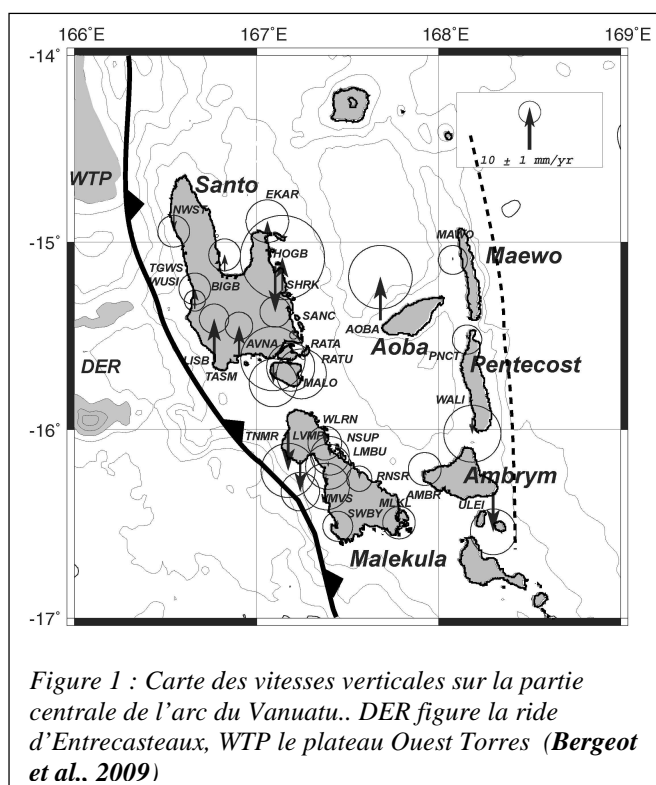 166° 167° 168° 169°
-14°
10 ± 1 mm/yr
WTP
Santo
EKAR
NWST
-15°
HOGB
MAWO
Maewo
TGWS
WUSI
BIGB
SHRK
SANC
AOBA
Aoba
DER
LISB
AVNA
RATA
RATU
PNCT
Pentecost
TASM
MALO
WALI
-16°
WLRN
TNMR
LVMP
NSUP
LMBU
Ambrym
RNSR
AMBR
ULEI
MVS
MLKL
SWBY
Malekula
-17°
Figure 1 : Carte des vitesses verticales sur la partie
centrale de l'arc du Vanuatu.. DER figure la ride
d'Entrecasteaux, WTP le plateau Ouest Torres (Bergeot
et al., 2009)